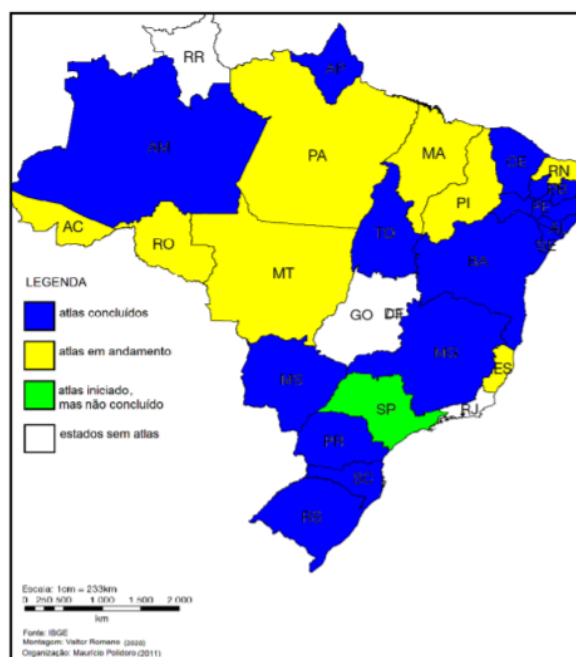 RR
AP
AM
PA
MA
CE
RN
PB
PI
PE
AL
SE
AC
RO
TO
BA
MT
LEGENDA
GO
DF
atlas concluídos
MG
atlas em andamento
ES
MS
atlas iniciado,
mas não concluído
SP
RJ
estados sem atlas
PR
SC
RS
Escala: 1cm = 233km
0 250 500 1.000 1.500 2.000
km
Fonte: IBGE
Montagem: Valter Romano (2020)
Organização: Maurício Polidoro (2011)